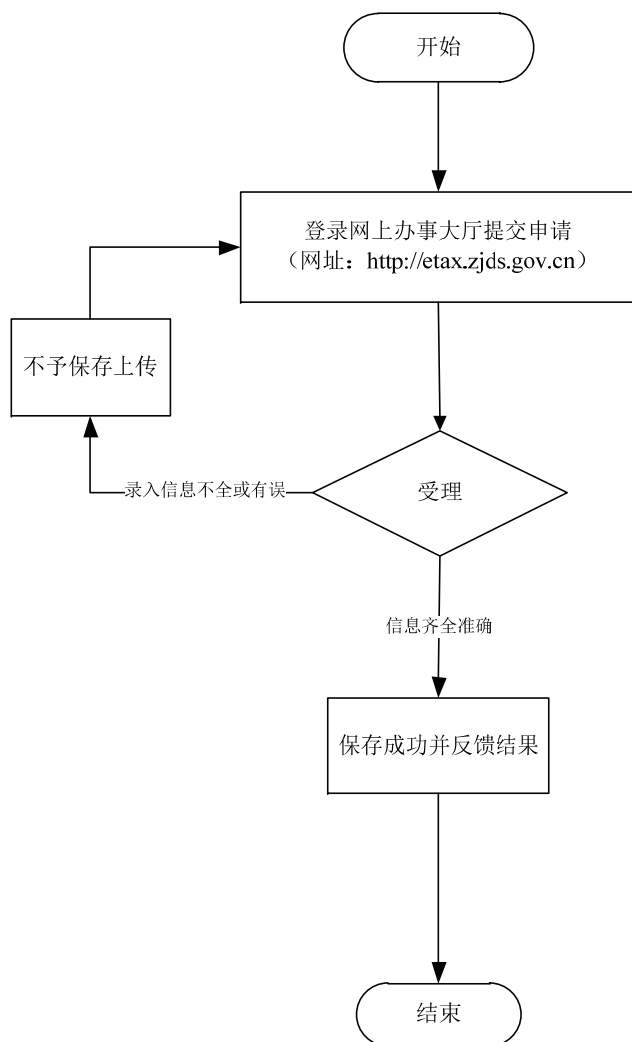 开始
登录网上办事大厅提交申请
（网址：http://etax.zjds.gov.cn）
不予保存上传
录入信息不全或有误
受理
信息齐全准确
保存成功并反馈结果
结束